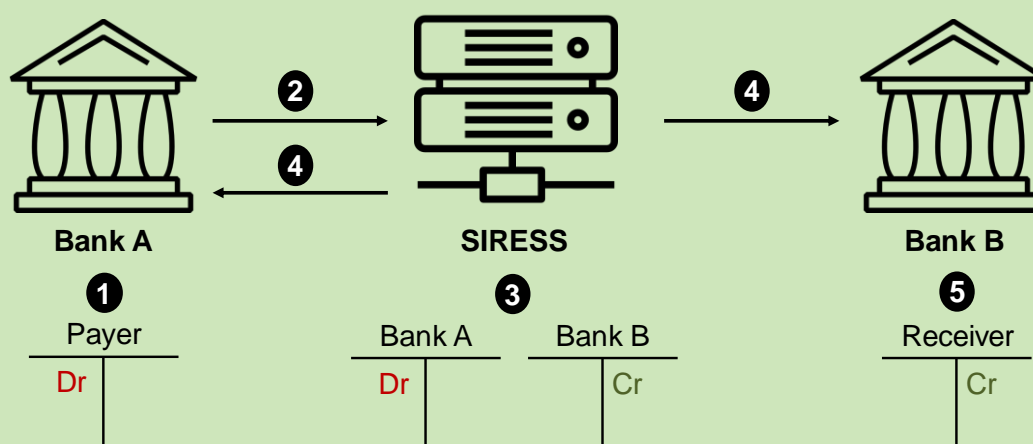 2
4
4
Bank A
SIRESS
Bank B
1
3
5
Payer
Bank A
Bank B
Receiver
Dr
Dr
Cr
Cr